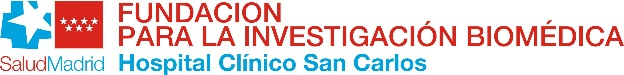 FUNDACION
PARA LA INVESTIGACIÓN BIOMÉDICA
SaludMadrid Hospital Clínico San Carlos